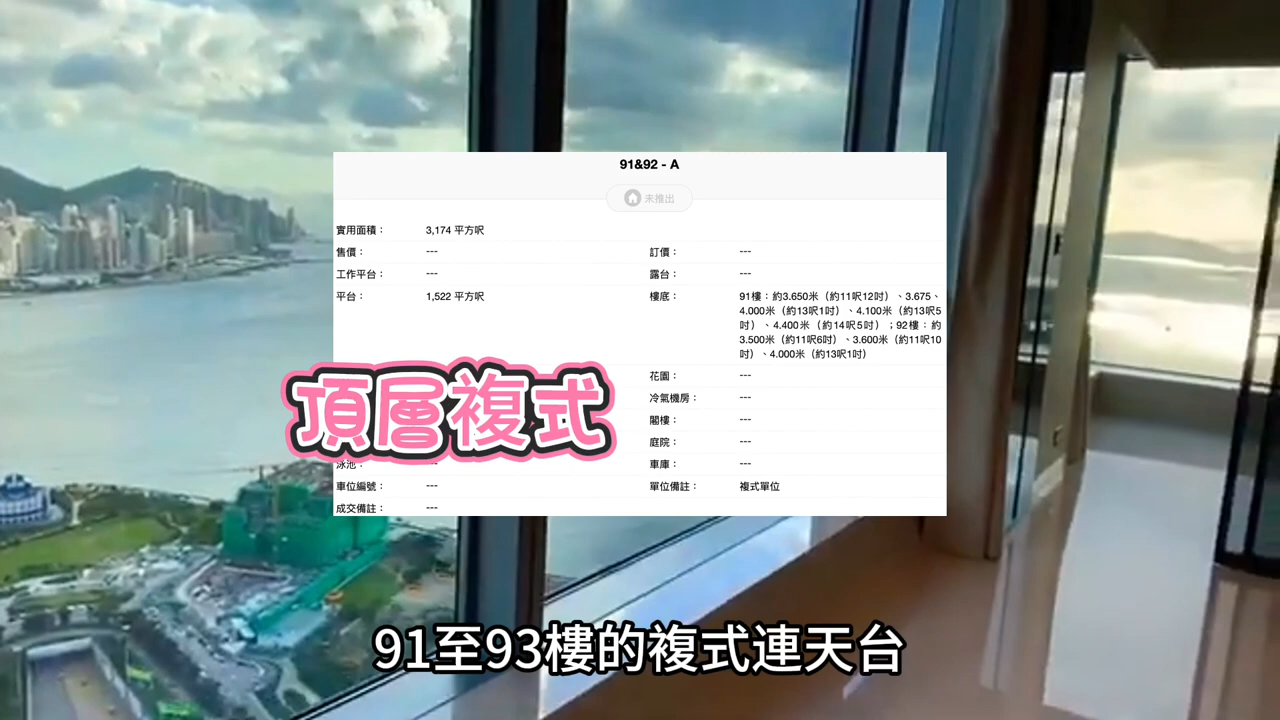 91&92 - A
未推出
實用面積： 3,174 平方呎
售價： --- 訂價： ---
工作平台： --- 露台： ---
平台： 1,522 平方呎 樓底： 91樓：約3.650米（約11呎12吋）、3.675、
4.000米（約13呎1吋）、4.100米（約13呎5
吋）、4.400米（約14呎5吋）；92樓：約
3.500米（約11呎6吋）、3.600米（約11呎10
吋）、4.000米（約13呎1吋）
花園： ---
冷氣機房： ---
閣樓： ---
頂層複式
庭院： ---
泳池： --- 車庫： ---
車位編號： --- 單位備註： 複式單位
成交備註： ---
91至93樓的複式連天台